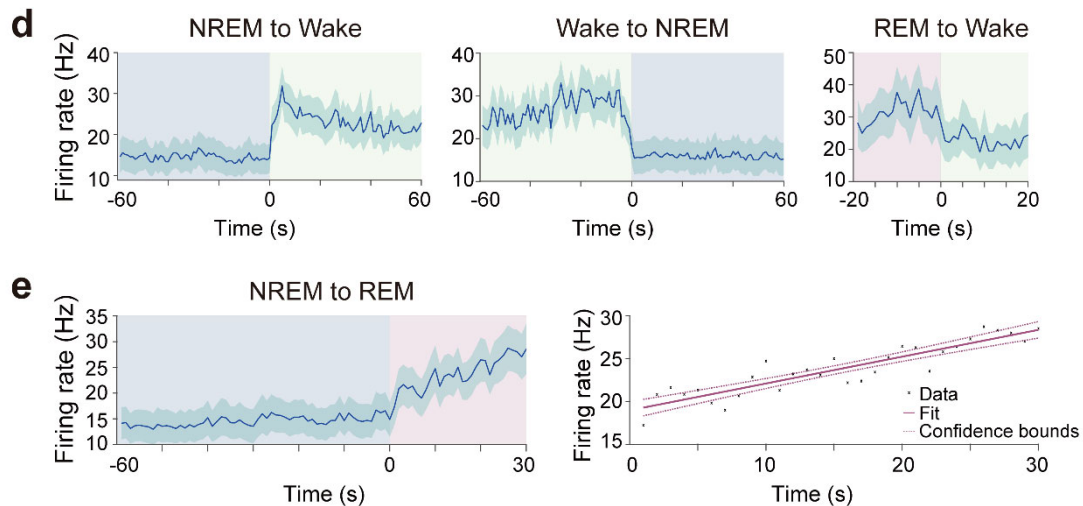 d
NREM to Wake
Wake to NREM
REM to Wake
Firing rate (Hz)
40
30
20
10
-60
0
60
Time (s)
40
30
20
10
-60
0
60
Time (s)
50
40
30
20
10
-20
-10
0
10
20
Time (s)
e
NREM to REM
Firing rate (Hz)
35
30
25
20
15
10
-60
0
30
Time (s)
Firing rate (Hz)
30
25
20
15
0
10
20
30
Time (s)
Data
Fit
Confidence bounds